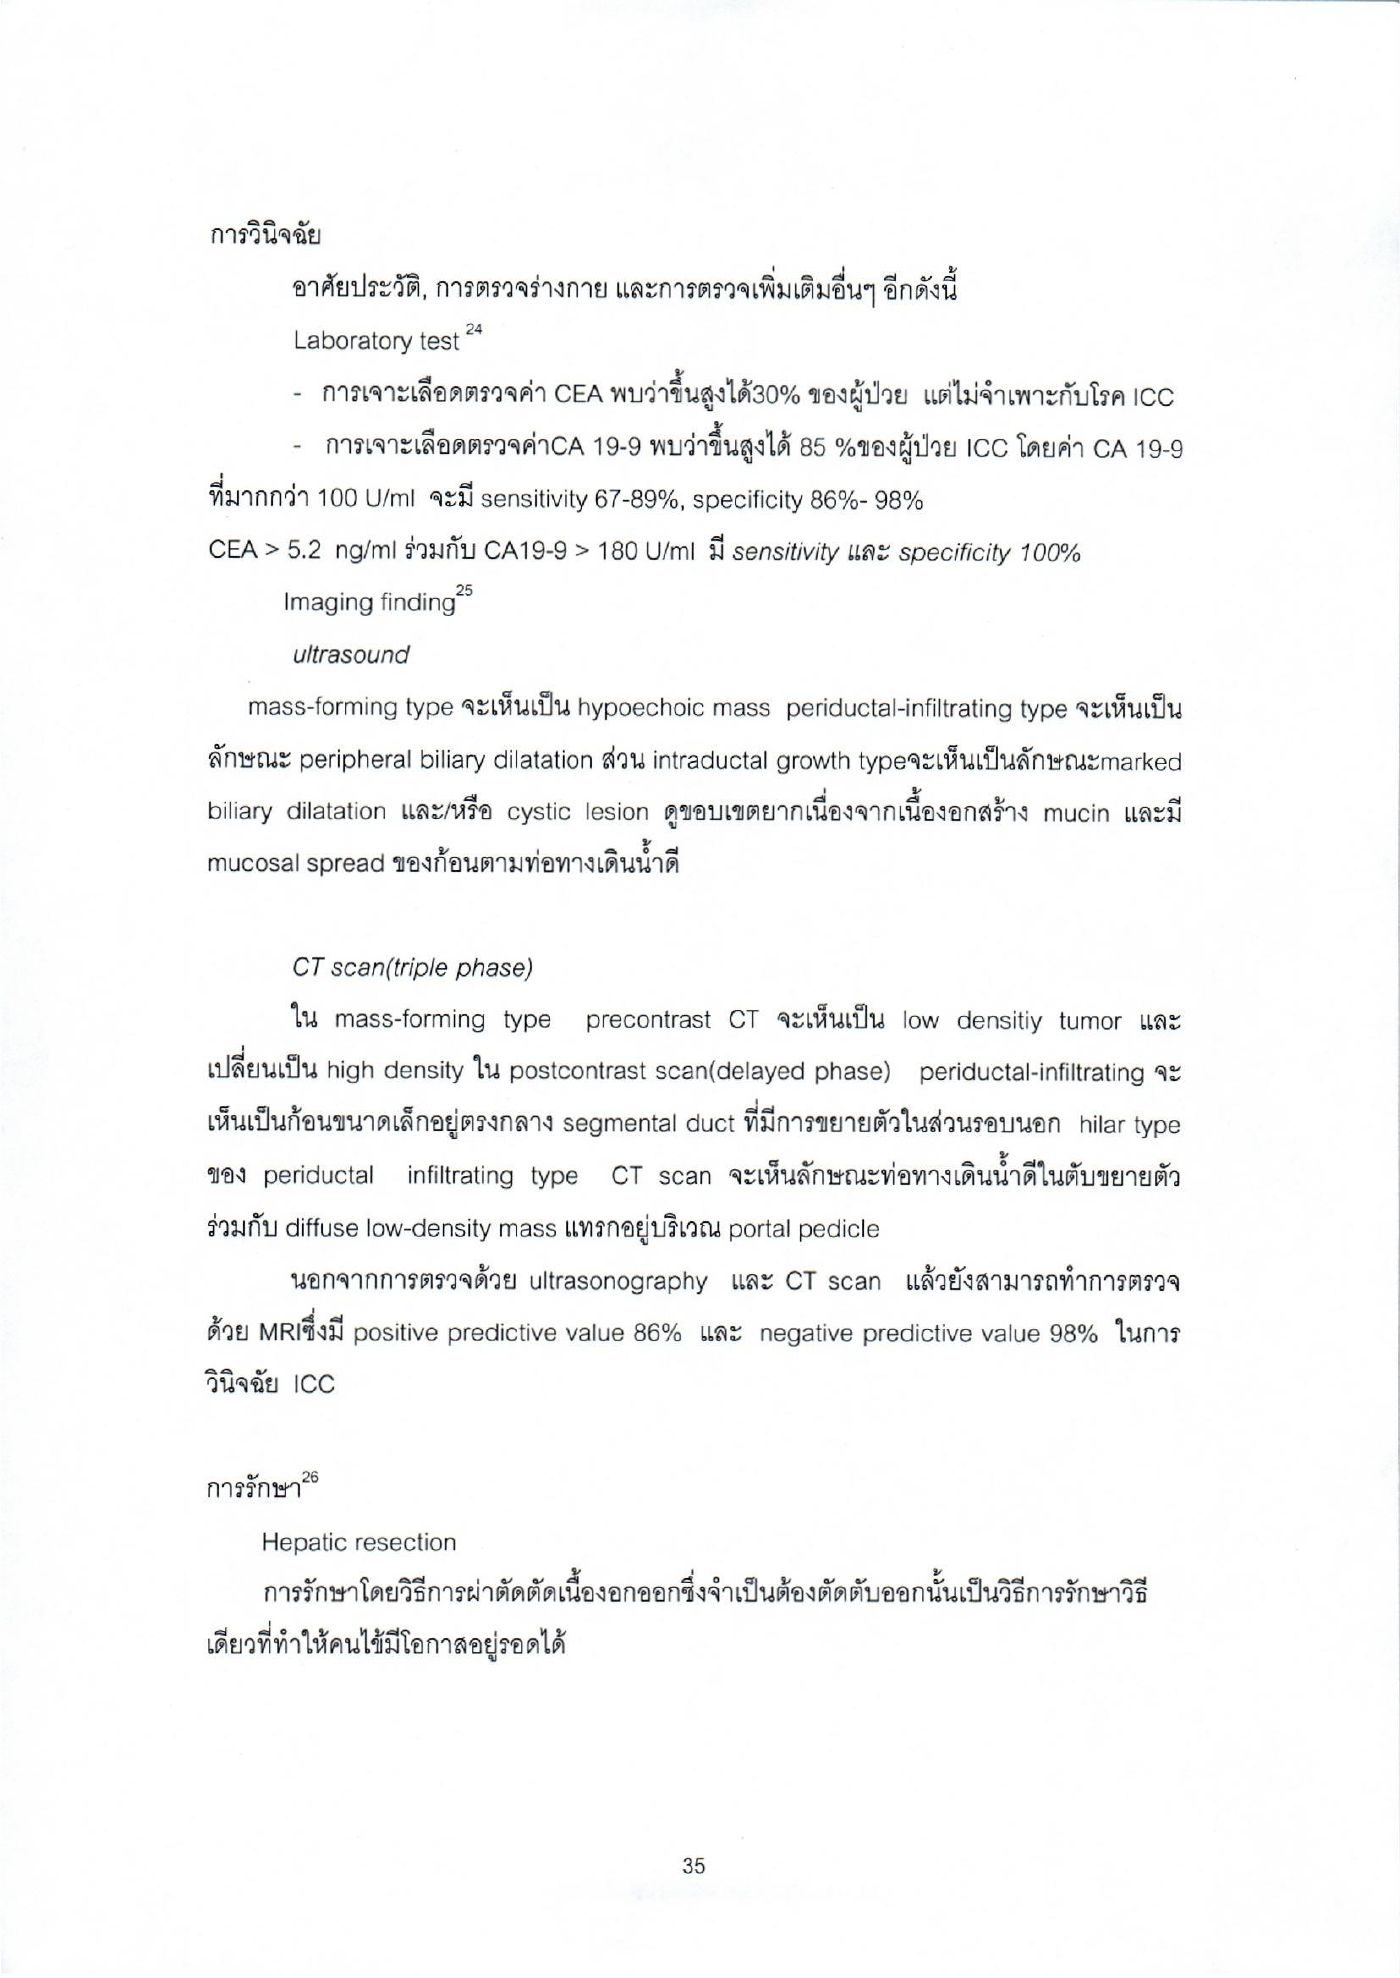 การวินิจฉัย
อาศัยประวัติ, การตรวจร่างกาย และการตรวจเพิ่มเติมอื่นๆ อีกดังนี้
Laboratory test 24
- การเจาะเลือดตรวจค่า CEA พบว่าขึ้นสูงได้30% ของผู้ป่วย แต่ไม่จำเพาะกับโรค ICC
- การเจาะเลือดตรวจค่าCA 19-9 พบว่าขึ้นสูงได้ 85 %ของผู้ป่วย ICC โดยค่า CA 19-9
ที่มากกว่า 100 U/ml จะมี sensitivity 67-89%, specificity 86%- 98%
CEA > 5.2 ng/ml ร่วมกับ CA19-9 > 180 U/ml มี sensitivity และ specificity 100%
Imaging finding25
ultrasound
mass-forming type จะเห็นเป็น hypoechoic mass periductal-infiltrating type จะเห็นเป็น
ลักษณะ peripheral biliary dilatation ส่วน intraductal growth typeจะเห็นเป็นลักษณะmarked
biliary dilatation และ/หรือ cystic lesion ดูขอบเขตยากเนื่องจากเนื้องอกสร้าง mucin และมี
mucosal spread ของก้อนตามท่อทางเดินน้ำดี
CT scan(triple phase)
ใน mass-forming type precontrast CT จะเห็นเป็น low densitiy tumor และ
เปลี่ยนเป็น high density ใน postcontrast scan(delayed phase) periductal-infiltrating จะ
เห็นเป็นก้อนขนาดเล็กอยู่ตรงกลาง segmental duct ที่มีการขยายตัวในส่วนรอบนอก hilar type
ของ periductal infiltrating type CT scan จะเห็นลักษณะท่อทางเดินน้ำดีในตับขยายตัว
ร่วมกับ diffuse low-density mass แทรกอยู่บริเวณ portal pedicle
นอกจากการตรวจด้วย ultrasonography และ CT scan แล้วยังสามารถทำการตรวจ
ด้วย MRIซึ่งมี positive predictive value 86% และ negative predictive value 98% ในการ
วินิจฉัย ICC
การรักษา26
Hepatic resection
การรักษาโดยวิธีการผ่าตัดตัดเนื้องอกออกซึ่งจำเป็นต้องตัดตับออกนั้นเป็นวิธีการรักษาวิธี
เดียวที่ทำให้คนไข้มีโอกาสอยู่รอดได้
35